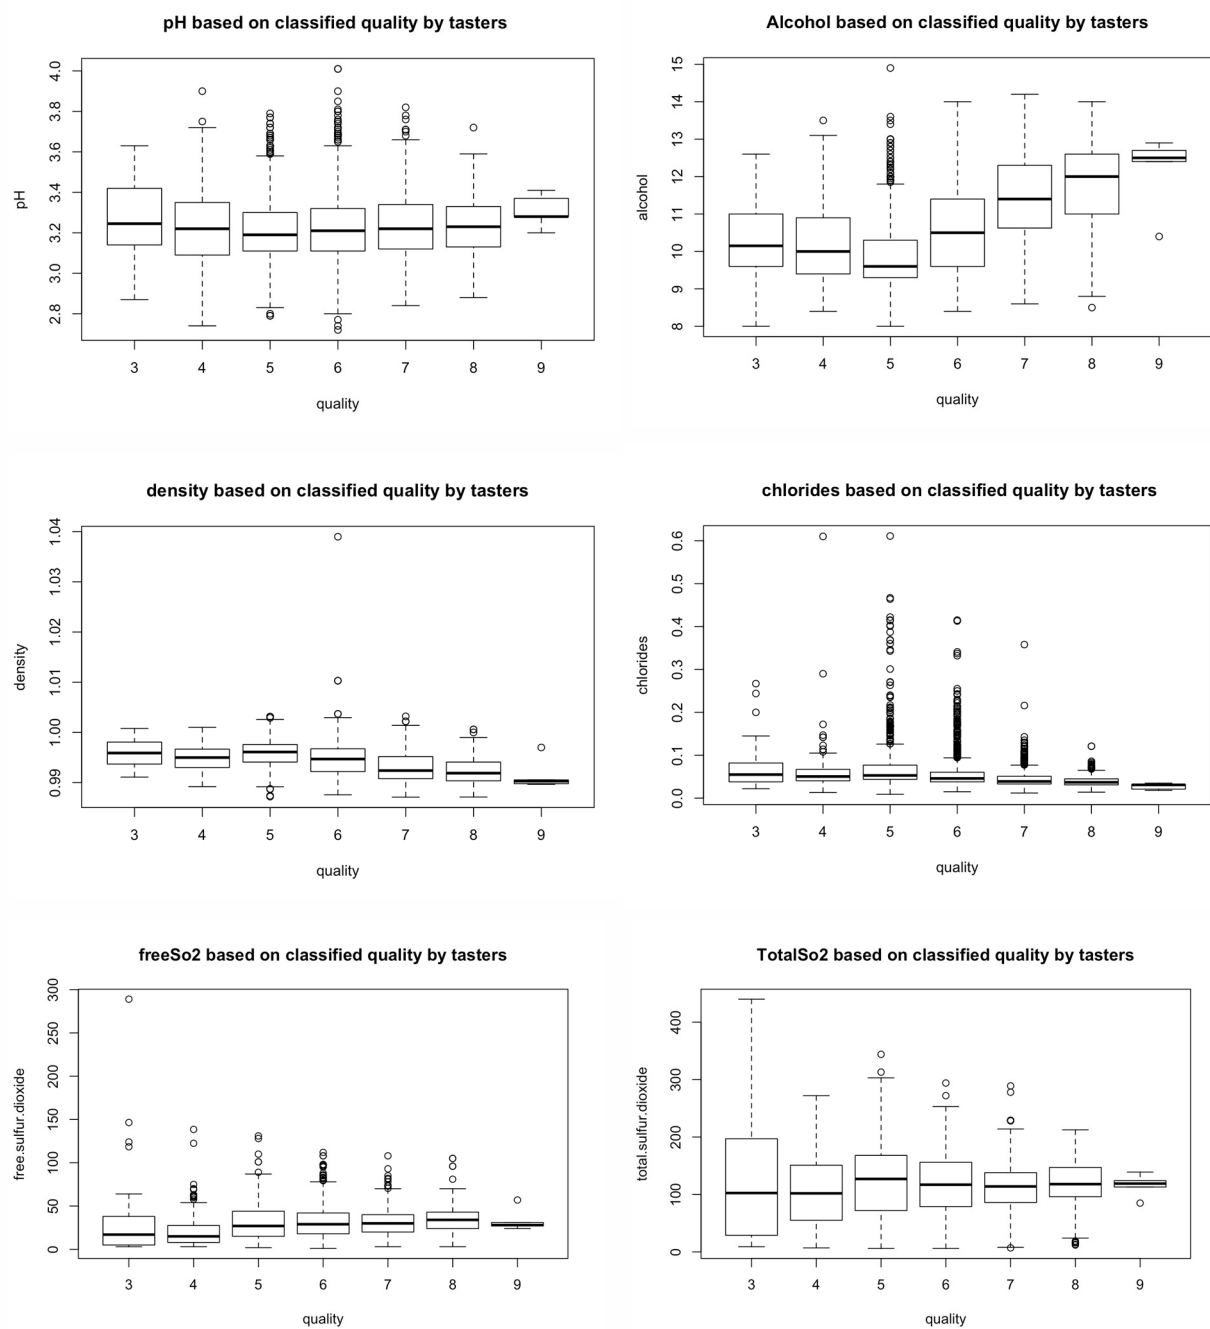 pH based on classified quality by tasters
4.0
3.8
3.6
3.4
3.2
3.0
2.8
pH
3 4 5 6 7 8 9
quality
Alcohol based on classified quality by tasters
15
14
13
12
11
10
9
8
alcohol
3 4 5 6 7 8 9
quality
density based on classified quality by tasters
1.04
1.03
1.02
1.01
1.00
0.99
density
3 4 5 6 7 8 9
quality
chlorides based on classified quality by tasters
0.6
0.5
0.4
0.3
0.2
0.1
0.0
chlorides
3 4 5 6 7 8 9
quality
freeSo2 based on classified quality by tasters
300
250
200
150
100
50
0
free.sulfur.dioxide
3 4 5 6 7 8 9
quality
TotalSo2 based on classified quality by tasters
400
300
200
100
0
total.sulfur.dioxide
3 4 5 6 7 8 9
quality